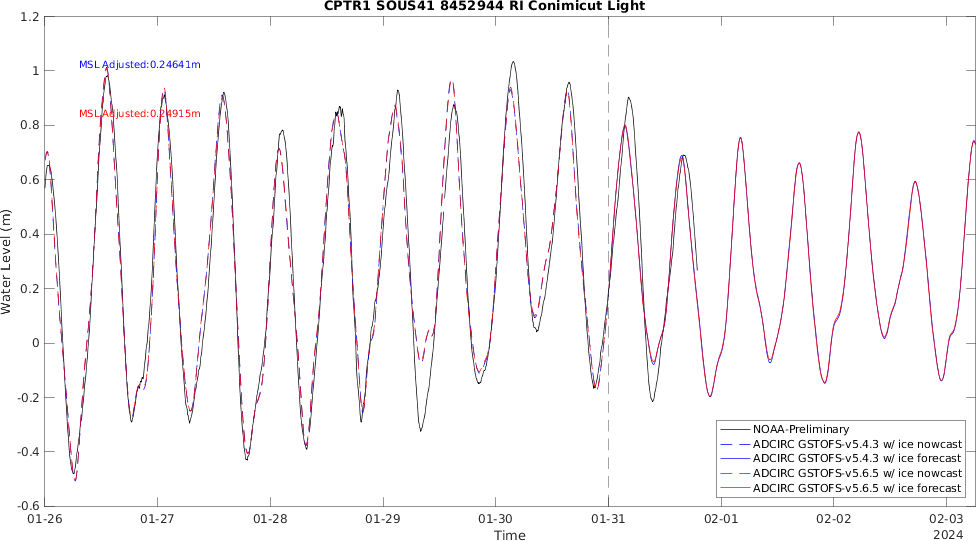 CPTR1 SOUS41 8452944 RI Conimicut Light
1.2
1
0.8
0.6
0.4
0.2
0
-0.2
-0.4
-0.6
Water Level (m)
MSL Adjusted:0.24641m
MSL Adjusted:0.24915m
NOAA-Preliminary
ADCIRC GSTOFS-v5.4.3 w/ ice nowcast
ADCIRC GSTOFS-v5.4.3 w/ ice forecast
ADCIRC GSTOFS-v5.6.5 w/ ice nowcast
ADCIRC GSTOFS-v5.6.5 w/ ice forecast
01-26 01-27 01-28 01-29 01-30 01-31 02-01 02-02 02-03
Time 2024